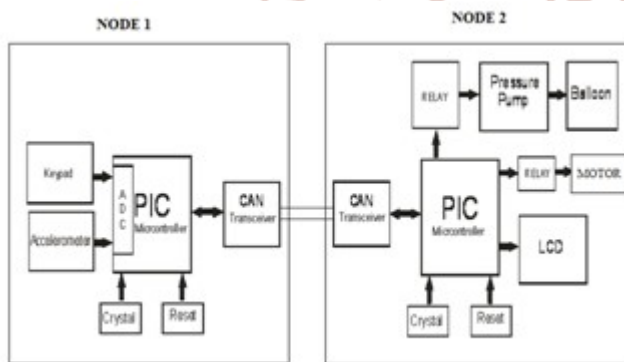 NODE 1
Keypad
Accelerometer
A
D
C
PIC
Microcontroller
CAN
Transceiver
Crystal
Reset
NODE 2
RELAY
Pressure
Pump
Balloon
CAN
Transceiver
PIC
Microcontroller
RELAY
MOTOR
LCD
Crystal
Reset